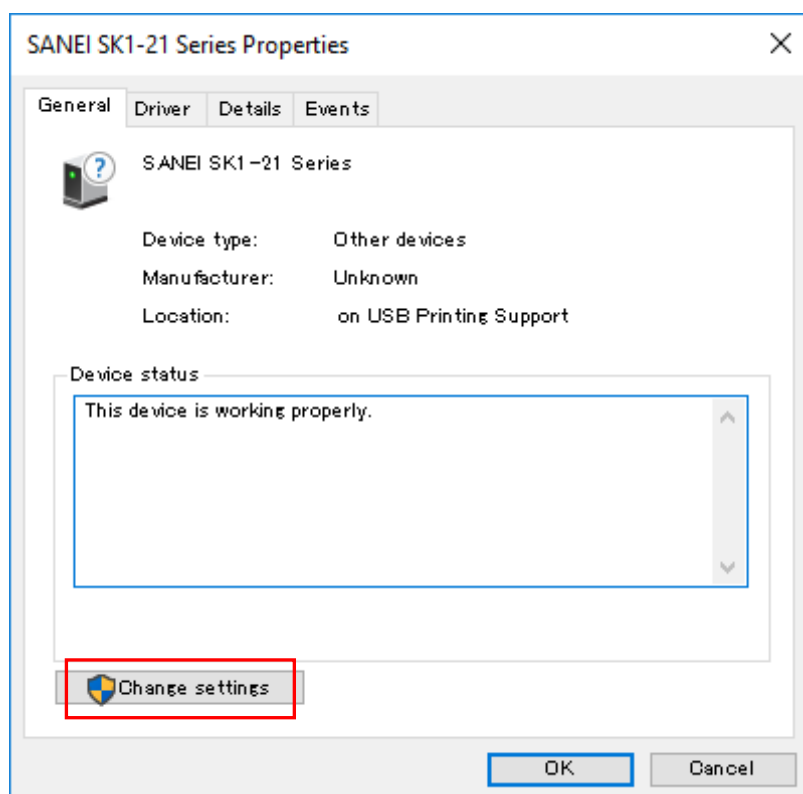 SANEI SK1-21 Series Properties
General Driver Details Events
SANEI SK1-21 Series
Device type: Other devices
Manufacturer: Unknown
Location: on USB Printing Support
Device status
This device is working properly.
Change settings
OK Cancel